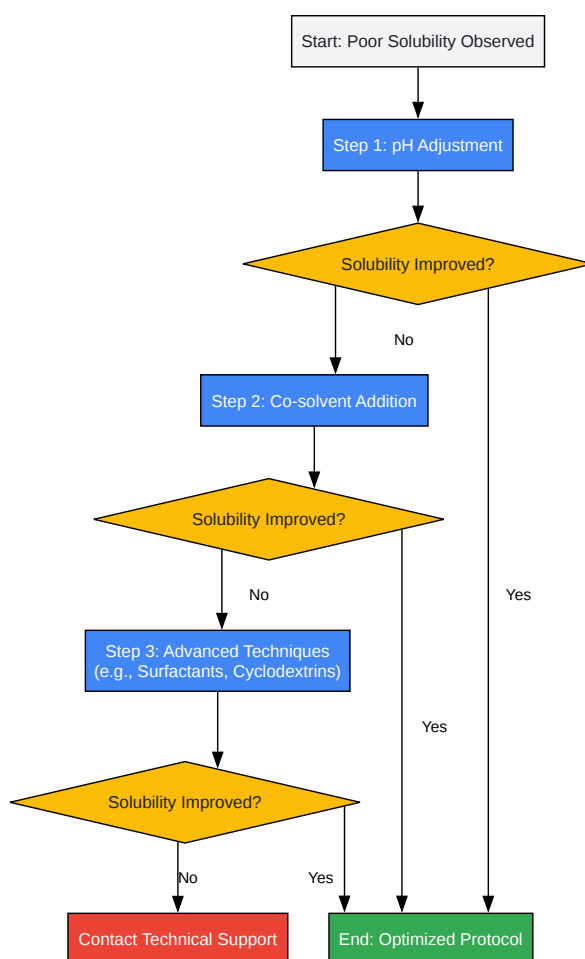 Start: Poor Solubility Observed
Step 1: pH Adjustment
Solubility Improved?
No
Step 2: Co-solvent Addition
Solubility Improved?
No
Yes
Step 3: Advanced Techniques
(e.g., Surfactants, Cyclodextrins)
Yes
Solubility Improved?
No
Yes
Contact Technical Support
End: Optimized Protocol